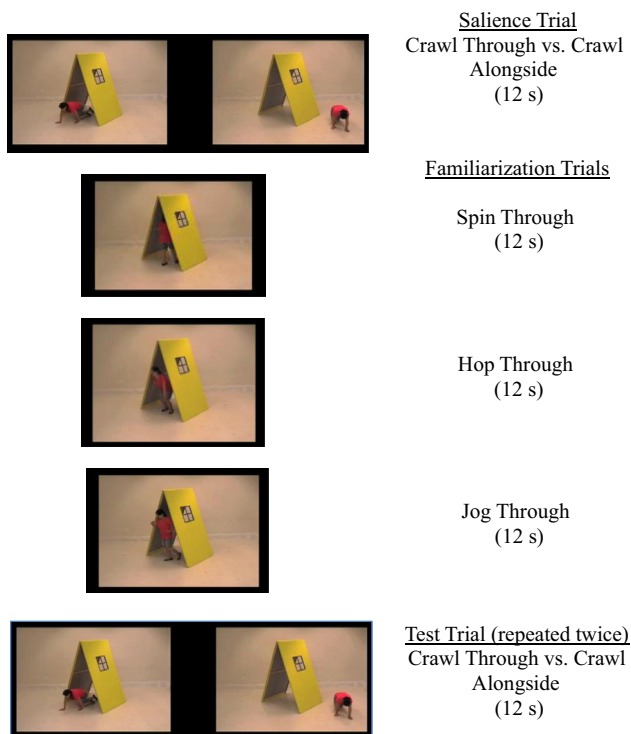 Salience Trial
Crawl Through vs. Crawl
Alongside
(12 s)
Familiarization Trials
Spin Through
(12 s)
Hop Through
(12 s)
Jog Through
(12 s)
Test Trial (repeated twice)
Crawl Through vs. Crawl
Alongside
(12 s)